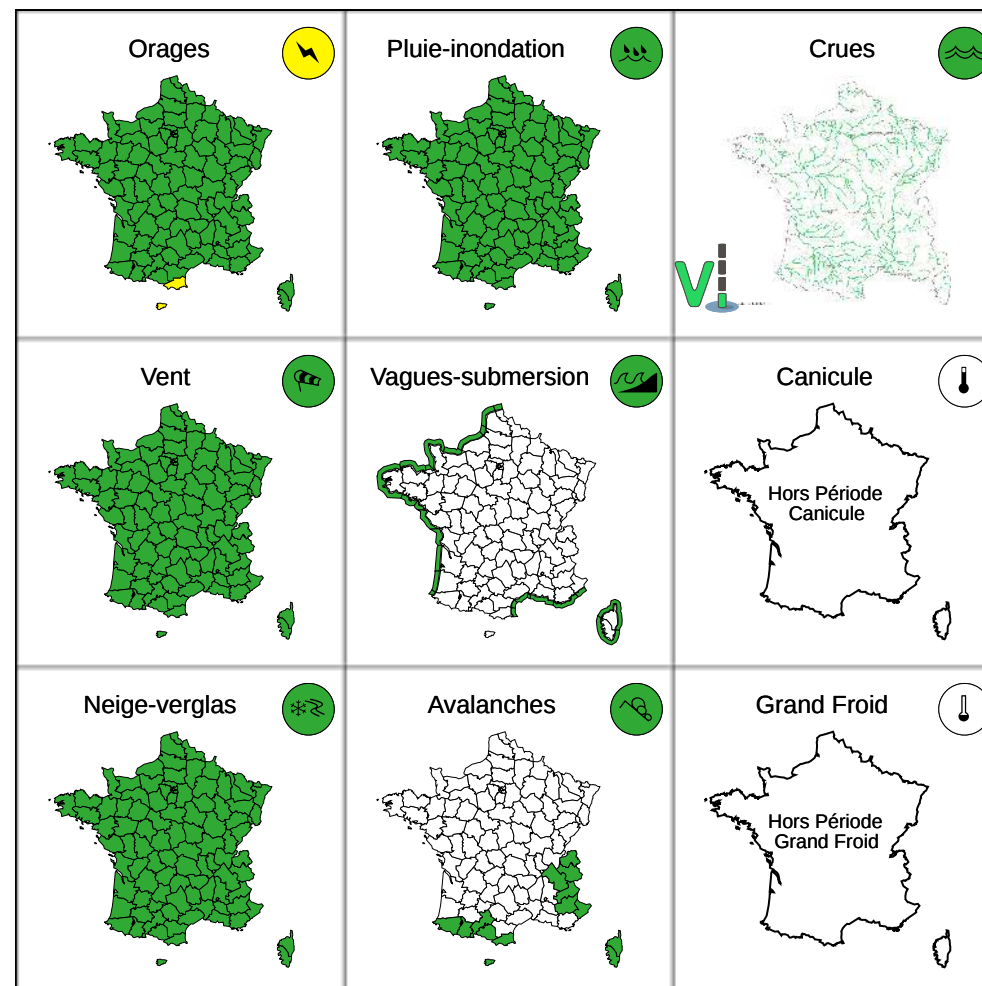 Orages
Pluie-inondation
Crues
Vi
Vent
Vagues-submersion
Canicule
Hors Période
Canicule
Neige-verglas
Avalanches
Grand Froid
Hors Période
Grand Froid